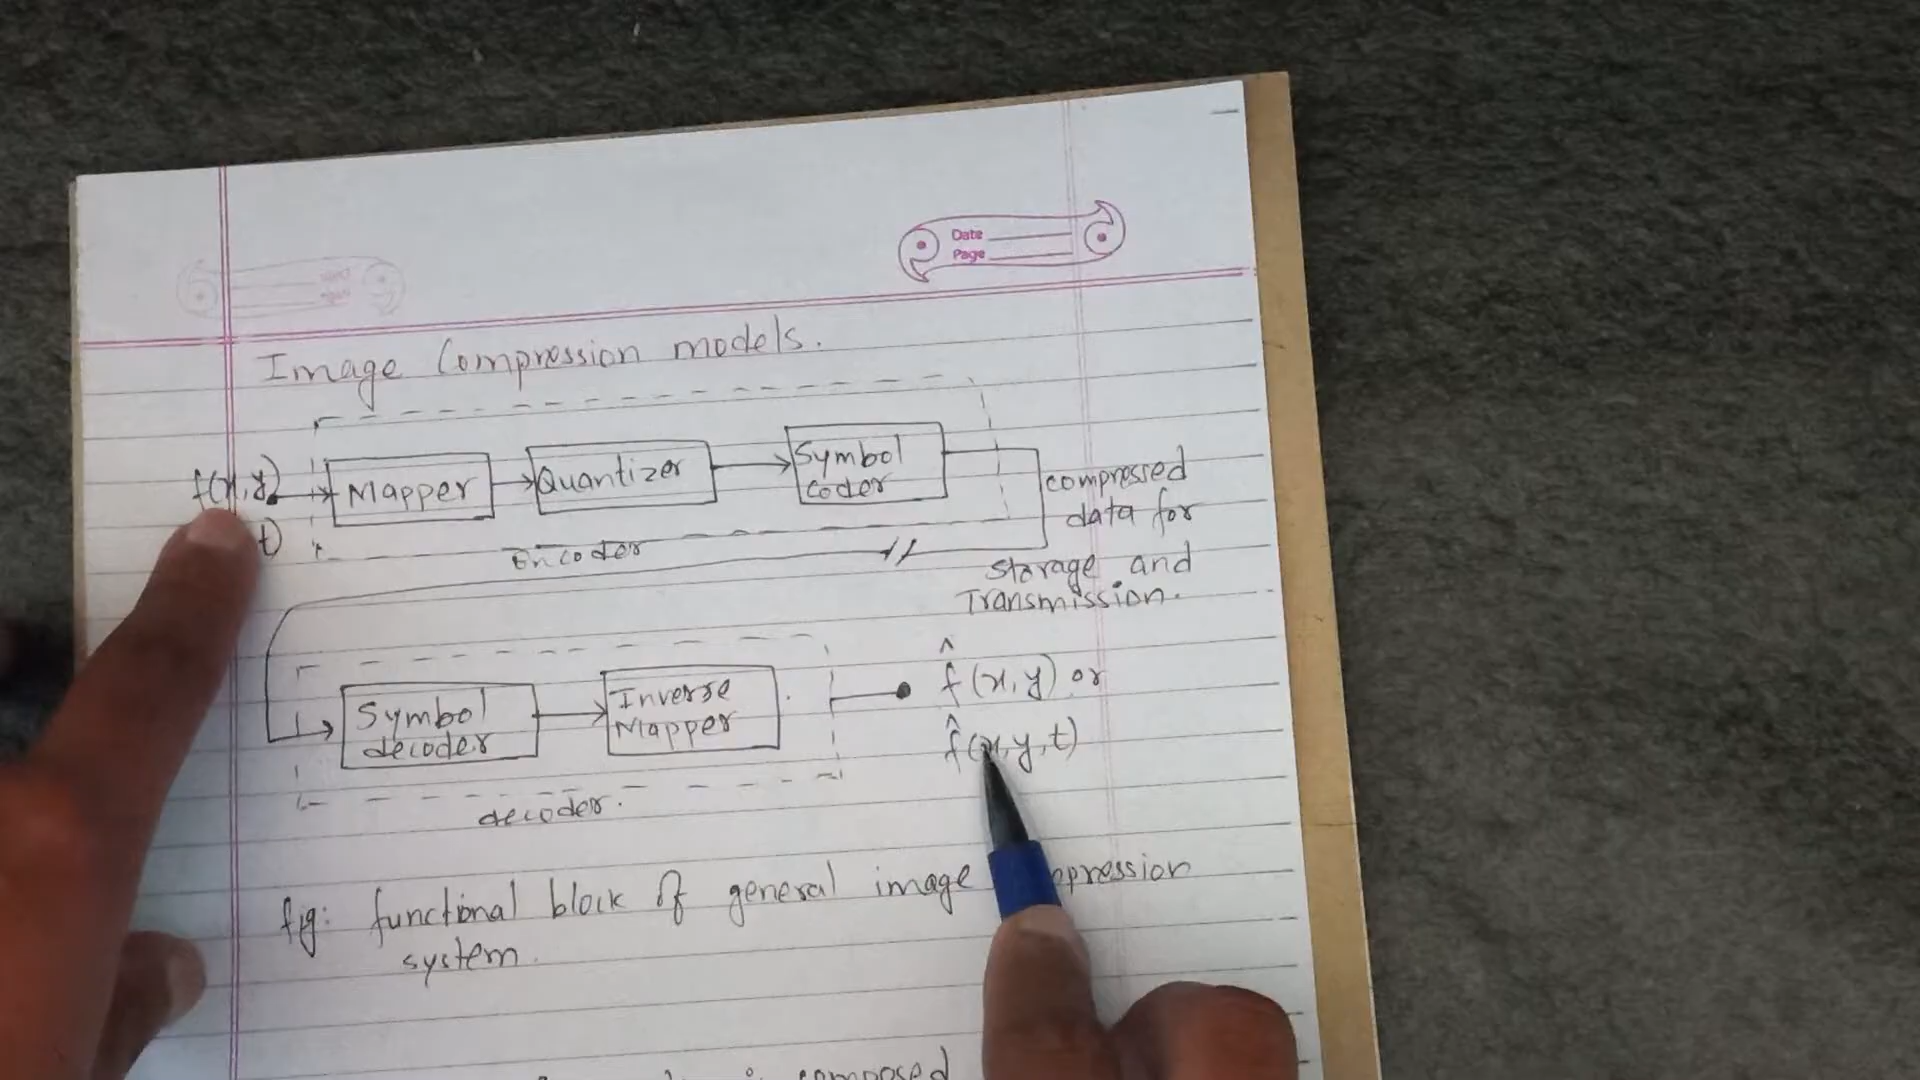 Date
Page
Image Compression models.
f(x,y)
t)
Mapper
Quantizer
Symbol
coder
compressed
data for
storage and
Transmission.
Encoder
Symbol
decoder
Inverse
Mapper
f̂(x,y) or
f̂(x,y,t)
decoder.
fig: functional block of general image
system.
composed